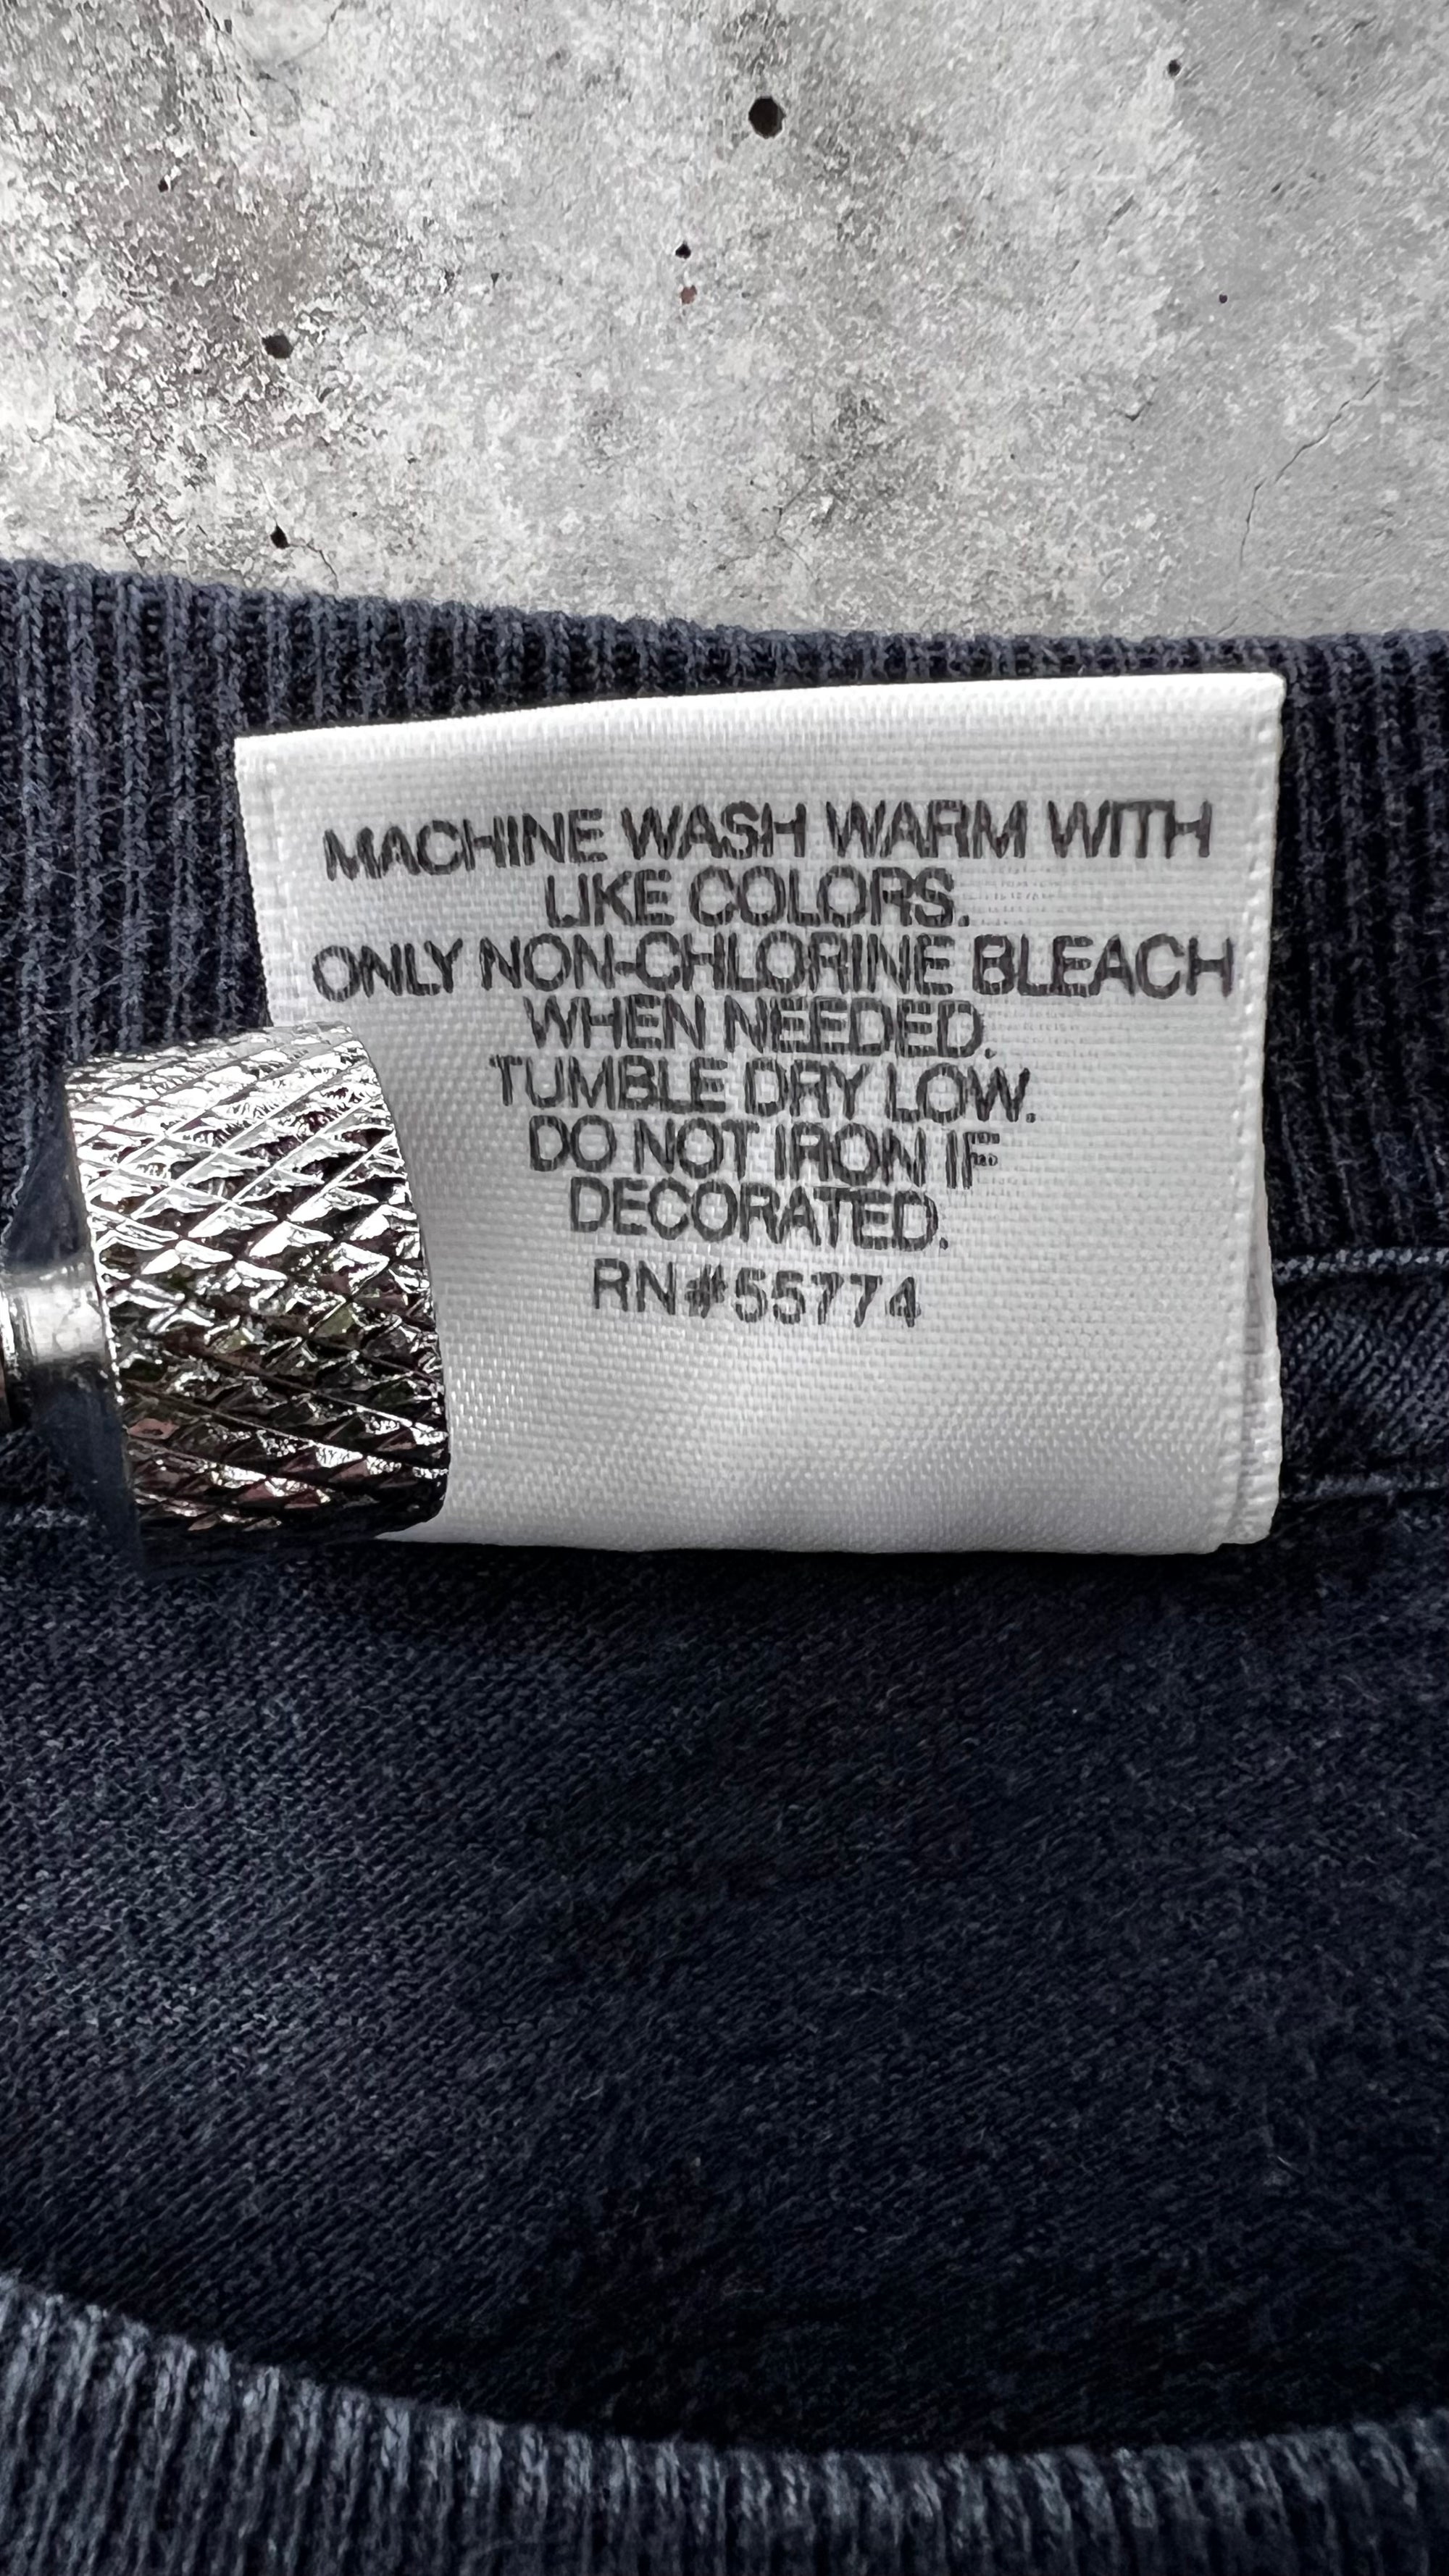 MACHINE WASH WARM WITH
LIKE COLORS.
ONLY NON-CHLORINE BLEACH
WHEN NEEDED.
TUMBLE DRY LOW.
DO NOT IRON IF
DECORATED.
RN#55774